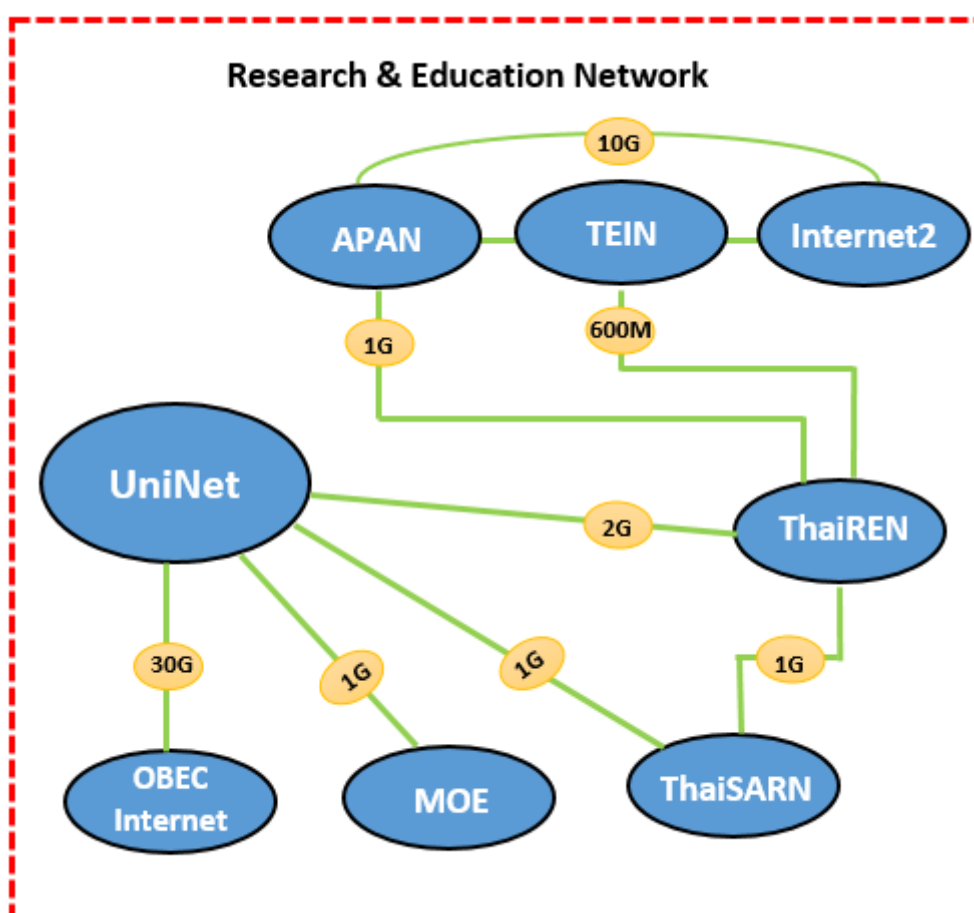 Research & Education Network
10G
APAN
TEIN
Internet2
1G
600M
UniNet
2G
ThaiREN
30G
1G
1G
1G
OBEC
Internet
MOE
ThaiSARN